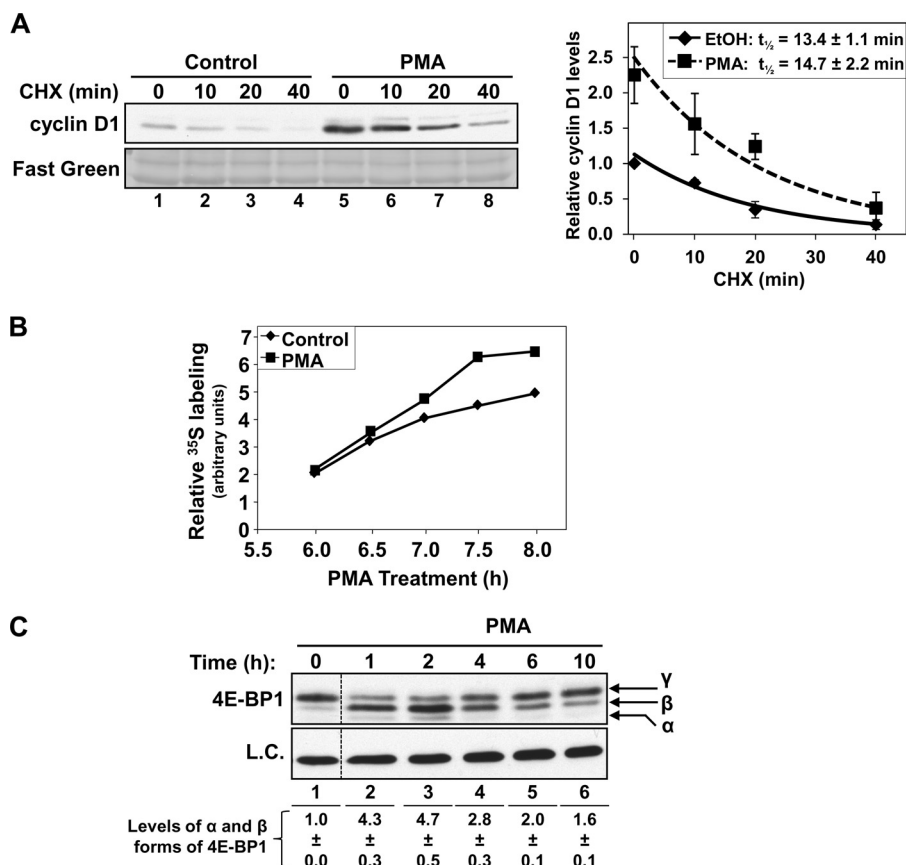 A
Control PMA
CHX (min) 0 10 20 40 0 10 20 40
cyclin D1
Fast Green
1 2 3 4 5 6 7 8
EtOH: t½ = 13.4 ± 1.1 min
PMA: t½ = 14.7 ± 2.2 min
Relative cyclin D1 levels
2.5
2.0
1.5
1.0
0.5
0.0
0 10 20 30 40
CHX (min)
B
Control
PMA
Relative ³⁵S labeling
(arbitrary units)
7
6
5
4
3
2
1
0
5.5 6.0 6.5 7.0 7.5 8.0
PMA Treatment (h)
C
PMA
Time (h): 0 1 2 4 6 10
4E-BP1
γ
β
α
L.C.
1 2 3 4 5 6
Levels of α and β
forms of 4E-BP1
1.0 4.3 4.7 2.8 2.0 1.6
± ± ± ± ± ±
0.0 0.3 0.5 0.3 0.1 0.1